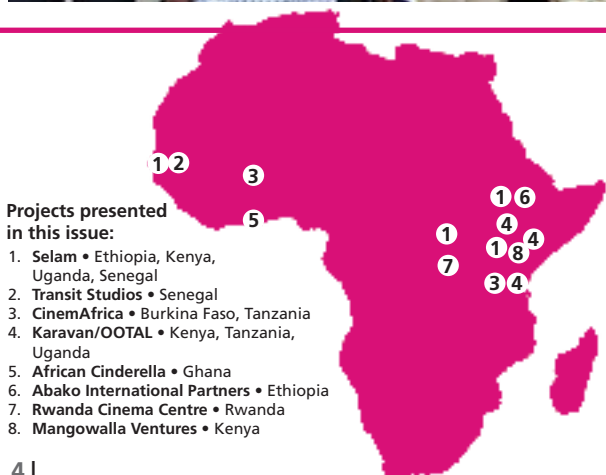 1 2
3
1 6
5
4
1
4
1
8
7
3 4
Projects presented
in this issue:
1. Selam • Ethiopia, Kenya,
Uganda, Senegal
2. Transit Studios • Senegal
3. CinemAfrica • Burkina Faso, Tanzania
4. Karavan/OOTAL • Kenya, Tanzania,
Uganda
5. African Cinderella • Ghana
6. Abako International Partners • Ethiopia
7. Rwanda Cinema Centre • Rwanda
8. Mangowalla Ventures • Kenya
4 |